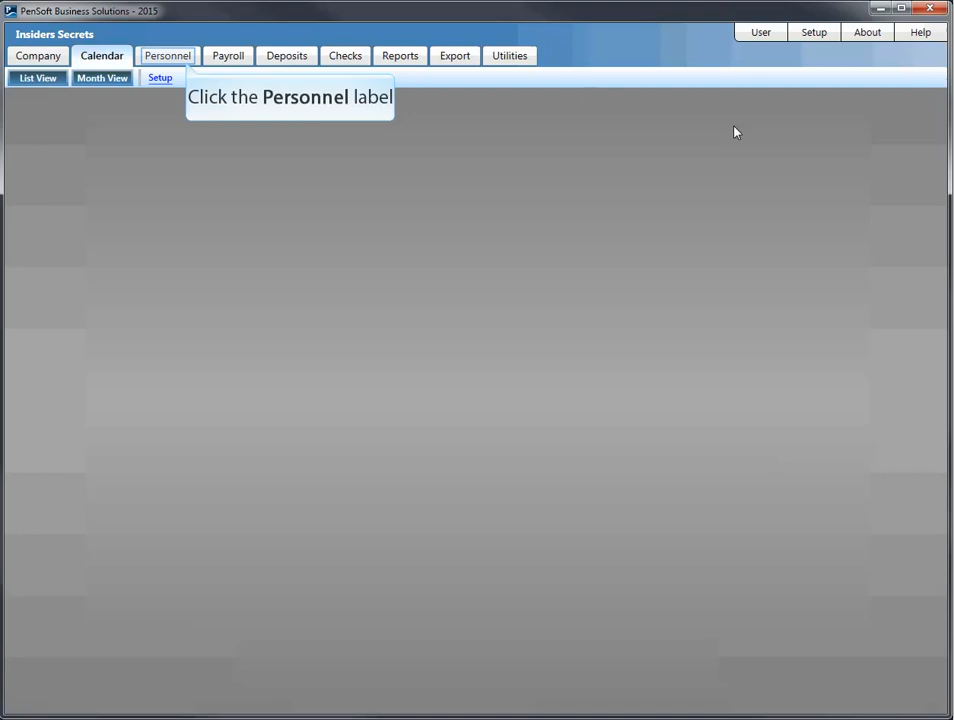 PenSoft Business Solutions - 2015
Insiders Secrets
User Setup About Help
Company Calendar Personnel Payroll Deposits Checks Reports Export Utilities
List View Month View Setup
Click the Personnel label